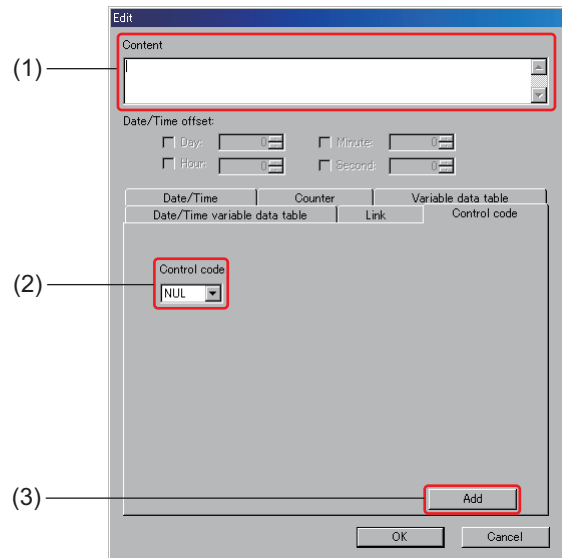 Edit
(1)
Content
Date/Time offset:
Day: 0 Minute: 0
Hour: 0 Second: 0
Date/Time Counter Variable data table
Date/Time variable data table Link Control code
(2)
Control code
NUL
(3)
Add
OK Cancel